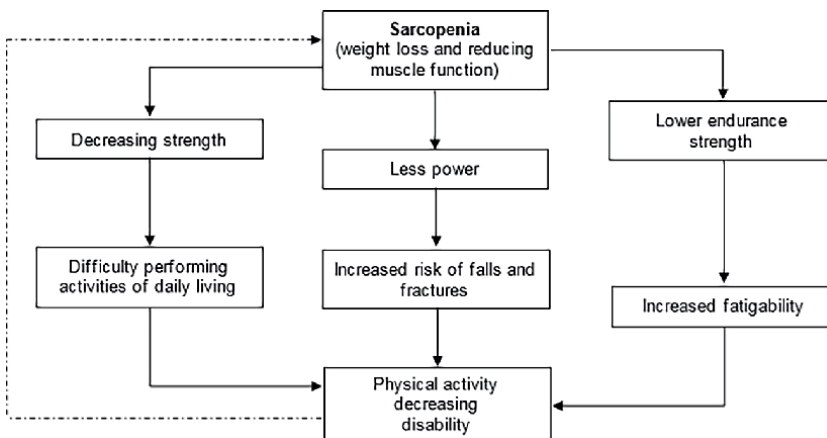 Sarcopenia
(weight loss and reducing
muscle function)
Decreasing strength
Less power
Lower endurance
strength
Difficulty performing
activities of daily living
Increased risk of falls and
fractures
Increased fatigability
Physical activity
decreasing
disability